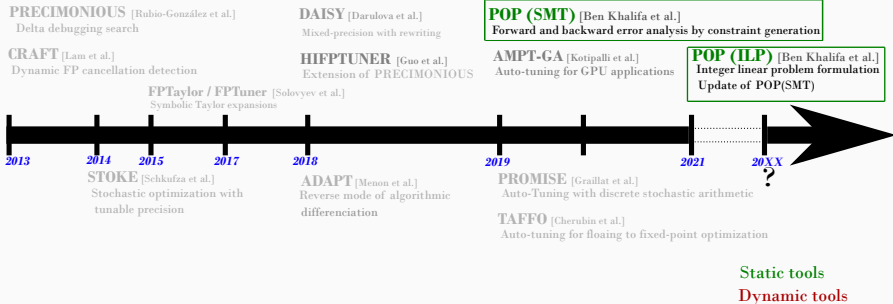 PRECIMONIOUS [Rubio-González et al.]
Delta debugging search
CRAFT [Lam et al.]
Dynamic FP cancellation detection
FPTaylor / FPTuner [Solovyev et al.]
Symbolic Taylor expansions
DAISY [Darulova et al.]
Mixed-precision with rewriting
HIFPTUNER [Guo et al.]
Extension of PRECIMONIOUS
POP (SMT) [Ben Khalifa et al.]
Forward and backward error analysis by constraint generation
AMPT-GA [Kotipalli et al.]
Auto-tuning for GPU applications
POP (ILP) [Ben Khalifa et al.]
Integer linear problem formulation
Update of POP(SMT)
2013 2014 2015 2017 2018 2019 2021 20XX
?
STOKE [Schkufza et al.]
Stochastic optimization with
tunable precision
ADAPT [Menon et al.]
Reverse mode of algorithmic
differenciation
PROMISE [Graillat et al.]
Auto-Tuning with discrete stochastic arithmetic
TAFFO [Cherubin et al.]
Auto-tuning for floaing to fixed-point optimization
Static tools
Dynamic tools